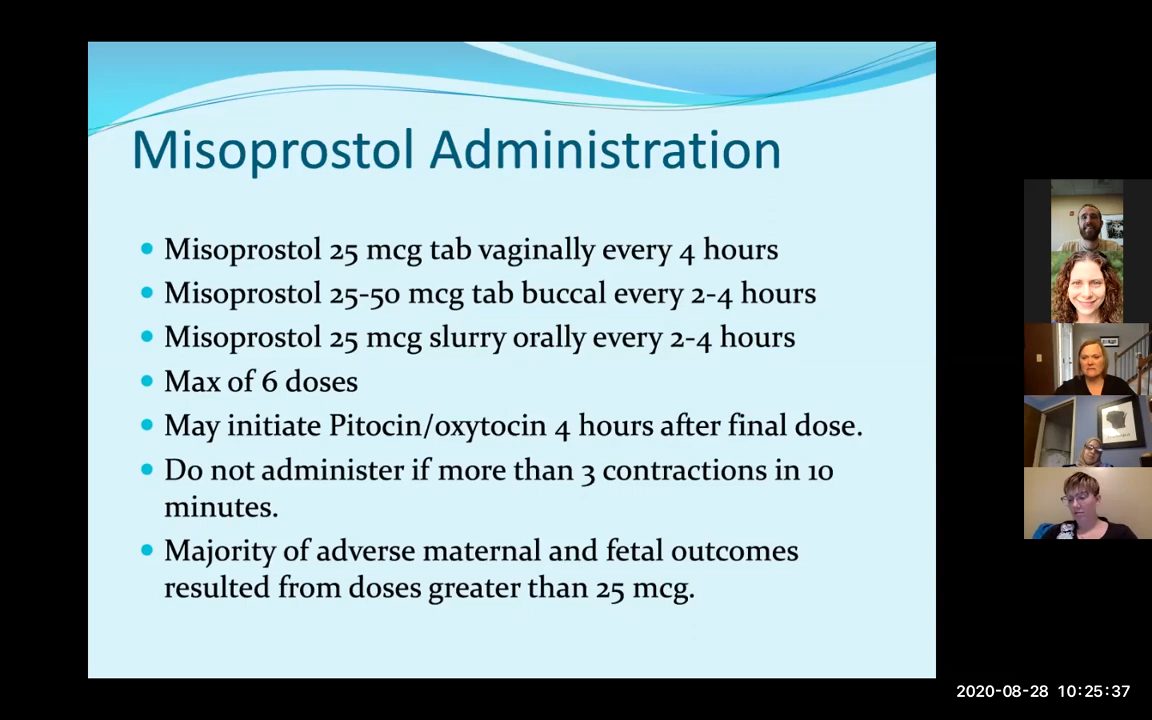 Misoprostol Administration
Misoprostol 25 mcg tab vaginally every 4 hours
Misoprostol 25-50 mcg tab buccal every 2-4 hours
Misoprostol 25 mcg slurry orally every 2-4 hours
Max of 6 doses
May initiate Pitocin/oxytocin 4 hours after final dose.
Do not administer if more than 3 contractions in 10
minutes.
Majority of adverse maternal and fetal outcomes
resulted from doses greater than 25 mcg.
2020-08-28 10:25:37